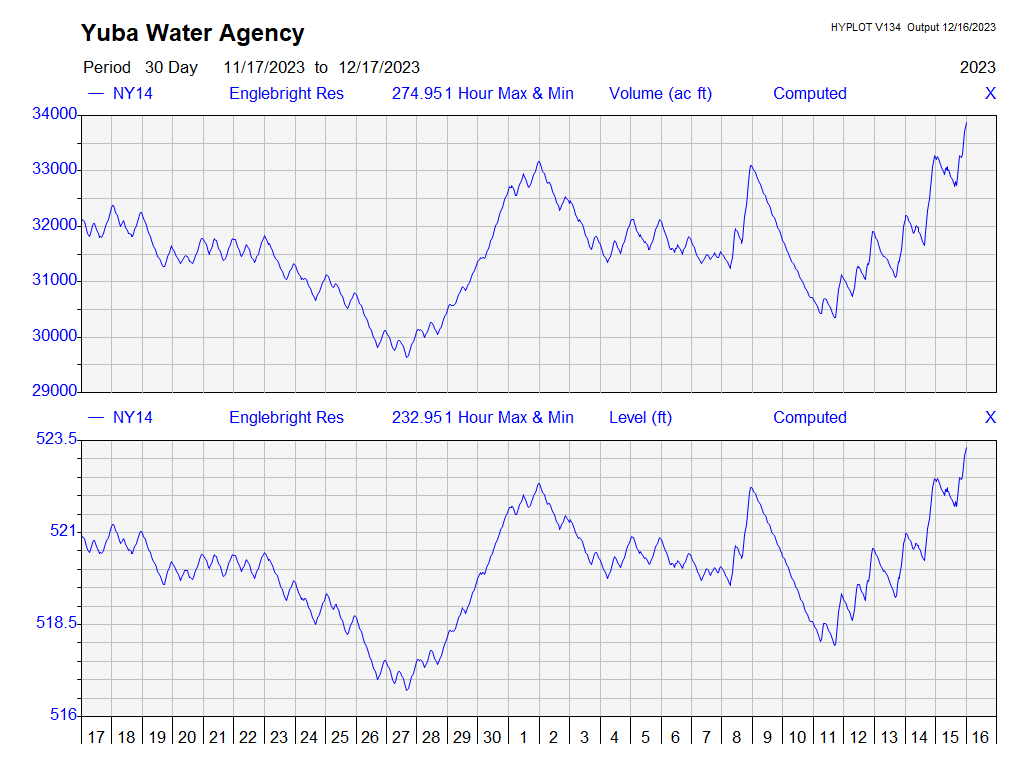 Yuba Water Agency
HYPLOT V134 Output 12/16/2023
Period 30 Day 11/17/2023 to 12/17/2023
2023
NY14 Englebright Res 274.951 Hour Max & Min Volume (ac ft) Computed X
34000
33000
32000
31000
30000
29000
NY14 Englebright Res 232.951 Hour Max & Min Level (ft) Computed X
523.5
521
518.5
516
17 18 19 20 21 22 23 24 25 26 27 28 29 30 1 2 3 4 5 6 7 8 9 10 11 12 13 14 15 16